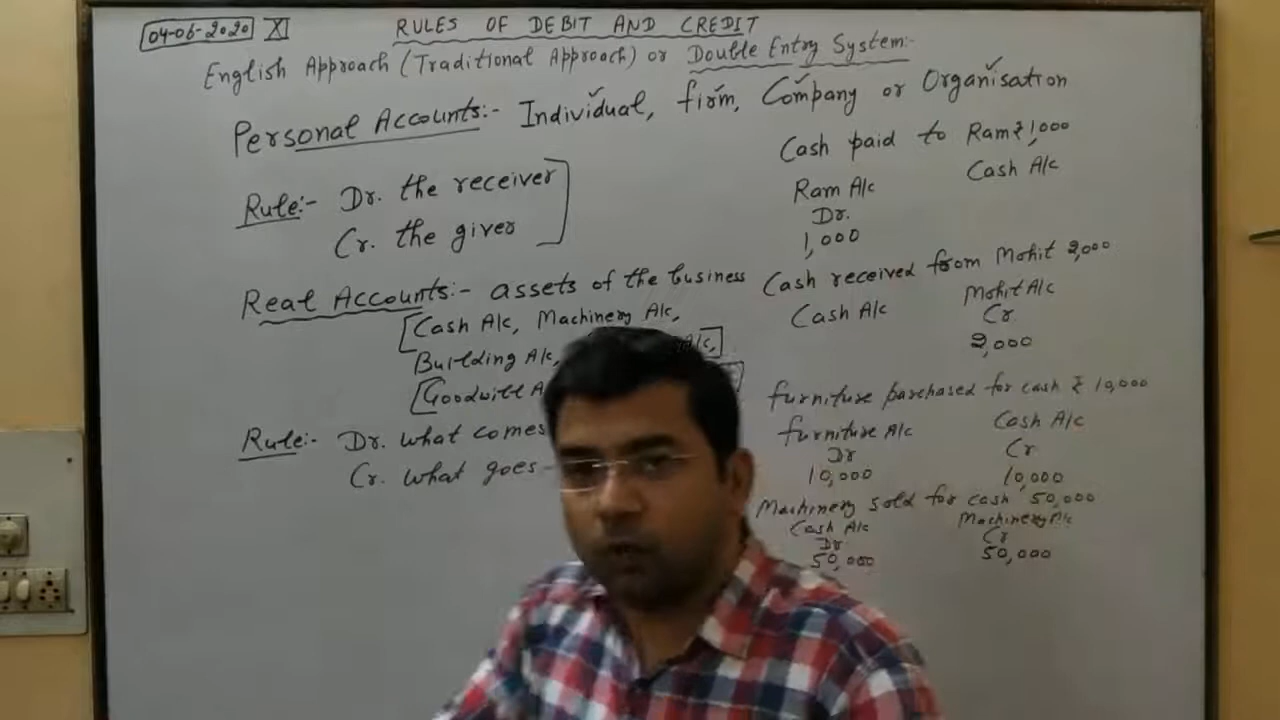 04-06-2020 XI
RULES OF DEBIT AND CREDIT
English Approach (Traditional Approach) or Double Entry System:-
Personal Accounts:- Individual, firm, Company or Organisation
Rule:- Dr. the receiver
Cr. the giver
Real Accounts:- assets of the business
[Cash A/c, Machinery A/c,
Building A/c, A/c,]
[Goodwill A
Rule:- Dr. what comes
Cr. what goes
Cash paid to Ram ₹1,000
Ram A/c Cash A/c
Dr.
1,000
Cash received from Mohit 2,000
Cash A/c Mohit A/c
Cr.
2,000
furniture purchased for cash ₹ 10,000
furniture A/c Cash A/c
Dr Cr
10,000 10,000
Machinery sold for cash 50,000
Cash A/c Machinery A/c
Dr Cr
50,000 50,000